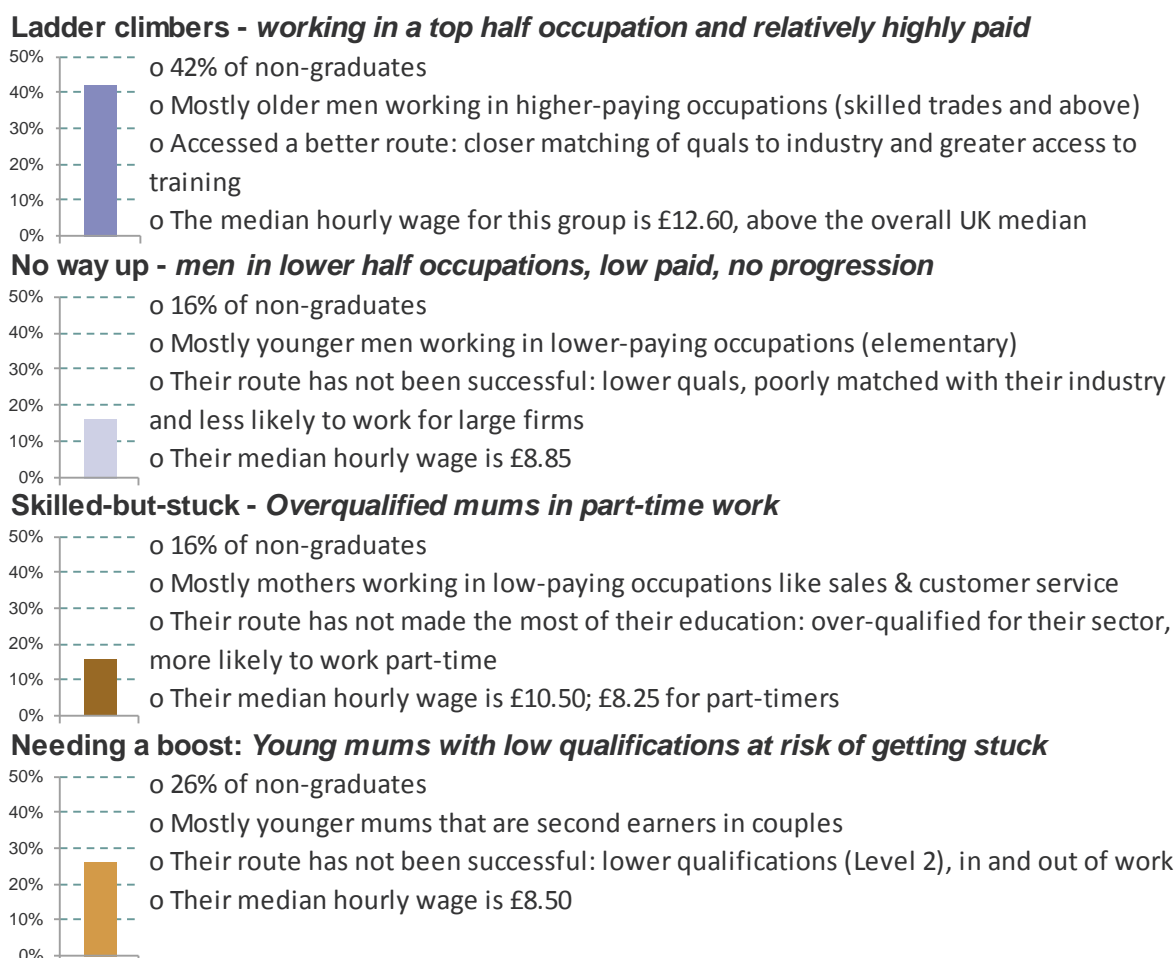 Ladder climbers - working in a top half occupation and relatively highly paid
50%
40%
30%
20%
10%
0%
o 42% of non-graduates
o Mostly older men working in higher-paying occupations (skilled trades and above)
o Accessed a better route: closer matching of quals to industry and greater access to
training
o The median hourly wage for this group is £12.60, above the overall UK median
No way up - men in lower half occupations, low paid, no progression
50%
40%
30%
20%
10%
0%
o 16% of non-graduates
o Mostly younger men working in lower-paying occupations (elementary)
o Their route has not been successful: lower quals, poorly matched with their industry
and less likely to work for large firms
o Their median hourly wage is £8.85
Skilled-but-stuck - Overqualified mums in part-time work
50%
40%
30%
20%
10%
0%
o 16% of non-graduates
o Mostly mothers working in low-paying occupations like sales & customer service
o Their route has not made the most of their education: over-qualified for their sector,
more likely to work part-time
o Their median hourly wage is £10.50; £8.25 for part-timers
Needing a boost: Young mums with low qualifications at risk of getting stuck
50%
40%
30%
20%
10%
0%
o 26% of non-graduates
o Mostly younger mums that are second earners in couples
o Their route has not been successful: lower qualifications (Level 2), in and out of work
o Their median hourly wage is £8.50